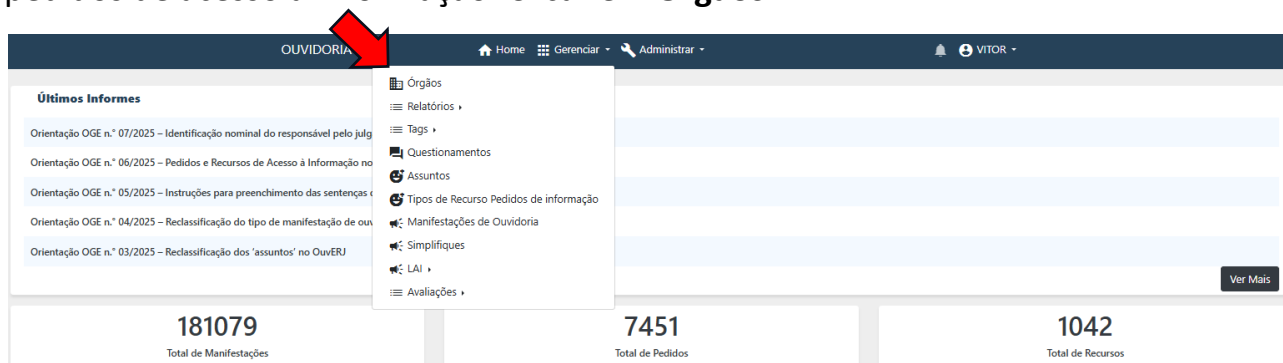 OUVIDORIA
Home
Gerenciar
Administrar
VITOR
Últimos Informes
Orientação OGE n.° 07/2025 – Identificação nominal do responsável pelo julg
Orientação OGE n.° 06/2025 – Pedidos e Recursos de Acesso à Informação no
Orientação OGE n.° 05/2025 – Instruções para preenchimento das sentenças
Orientação OGE n.° 04/2025 – Reclassificação do tipo de manifestação de ouv
Orientação OGE n.° 03/2025 – Reclassificação dos 'assuntos' no OuvERJ
Órgãos
Relatórios
Tags
Questionamentos
Assuntos
Tipos de Recurso Pedidos de informação
Manifestações de Ouvidoria
Simplifiques
LAI
Avaliações
Ver Mais
181079
Total de Manifestações
7451
Total de Pedidos
1042
Total de Recursos